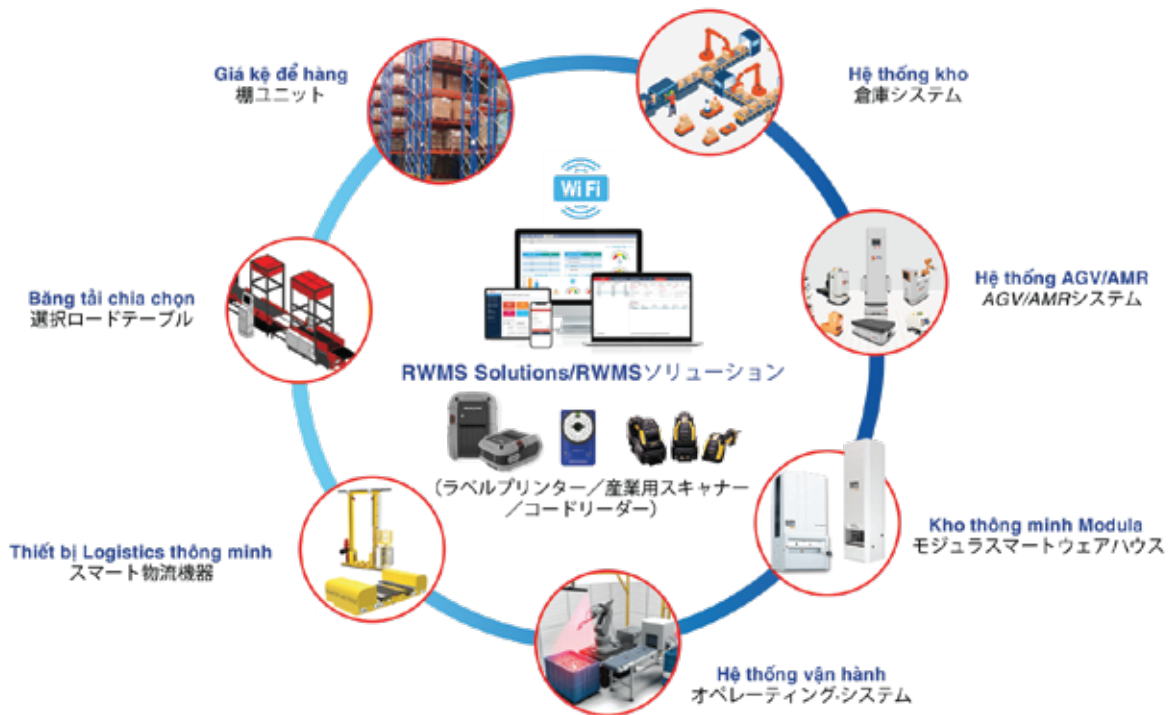 Giá kệ để hàng
棚ユニット
Hệ thống kho
倉庫システム
WiFi
Hệ thống AGV/AMR
AGV/AMRシステム
Băng tải chia chọn
選択ロードテーブル
RWMS Solutions/RWMSソリューション
(ラベルプリンター/産業用スキャナー
/コードリーダー)
Kho thông minh Modula
モジュラスマートウェアハウス
Thiết bị Logistics thông minh
スマート物流機器
Hệ thống vận hành
オペレーティング·システム